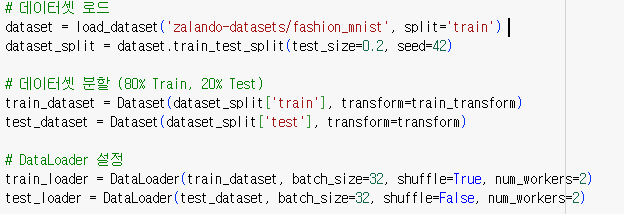 # 데이터셋 로드
dataset = load_dataset('zalando-datasets/fashion_mnist', split='train')
dataset_split = dataset.train_test_split(test_size=0.2, seed=42)
# 데이터셋 분할 (80% Train, 20% Test)
train_dataset = Dataset(dataset_split['train'], transform=train_transform)
test_dataset = Dataset(dataset_split['test'], transform=transform)
# DataLoader 설정
train_loader = DataLoader(train_dataset, batch_size=32, shuffle=True, num_workers=2)
test_loader = DataLoader(test_dataset, batch_size=32, shuffle=False, num_workers=2)